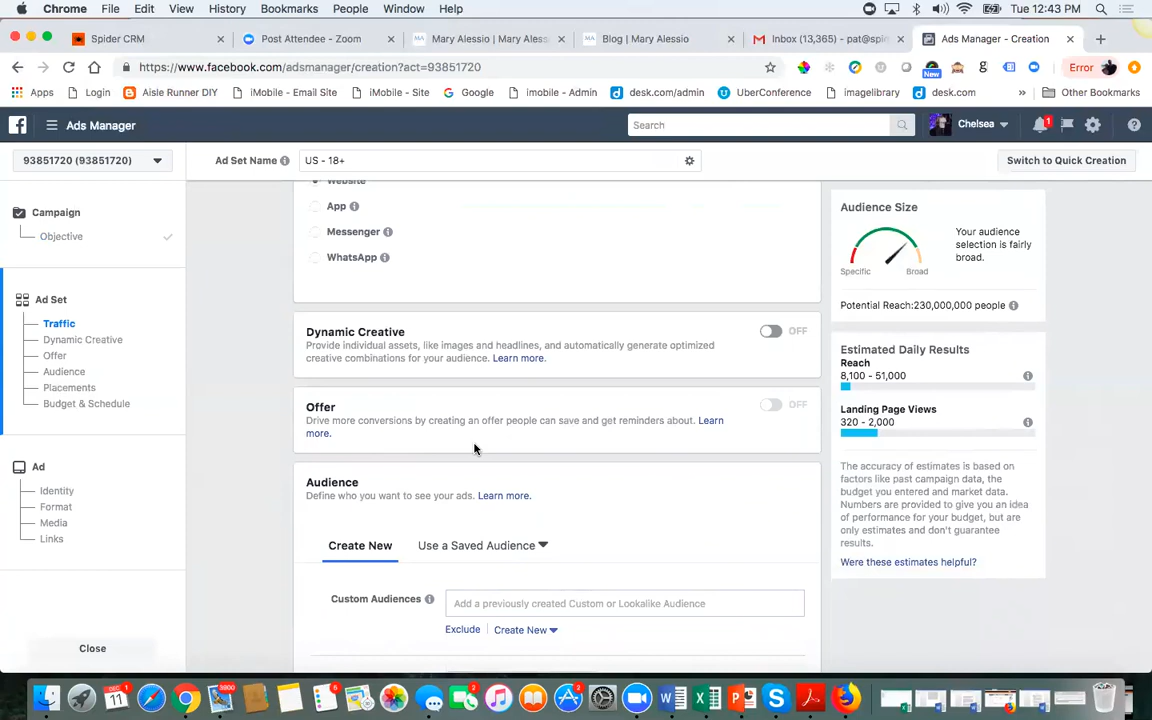 Chrome File Edit View History Bookmarks People Window Help Tue 12:43 PM
Spider CRM Post Attendee - Zoom Mary Alessio | Mary Aless Blog | Mary Alessio Inbox (13,365) - pat@spid Ads Manager - Creation
https://www.facebook.com/adsmanager/creation?act=93851720 New Error
Apps Login Aisle Runner DIY iMobile - Email Site iMobile - Site Google imobile - Admin desk.com/admin UberConference imagelibrary desk.com » Other Bookmarks
Ads Manager Search Chelsea 1
93851720 (93851720) Ad Set Name US - 18+ Switch to Quick Creation
Campaign
Objective
Ad Set
Traffic
Dynamic Creative
Offer
Audience
Placements
Budget & Schedule
Ad
Identity
Format
Media
Links
Close
Website
App
Messenger
WhatsApp
Dynamic Creative OFF
Provide individual assets, like images and headlines, and automatically generate optimized
creative combinations for your audience. Learn more.
Offer OFF
Drive more conversions by creating an offer people can save and get reminders about. Learn
more.
Audience
Define who you want to see your ads. Learn more.
Create New Use a Saved Audience
Custom Audiences Add a previously created Custom or Lookalike Audience
Exclude Create New
Audience Size
Your audience
selection is fairly
broad.
Specific Broad
Potential Reach:230,000,000 people
Estimated Daily Results
Reach
8,100 - 51,000
Landing Page Views
320 - 2,000
The accuracy of estimates is based on
factors like past campaign data, the
budget you entered and market data.
Numbers are provided to give you an idea
of performance for your budget, but are
only estimates and don't guarantee
results.
Were these estimates helpful?